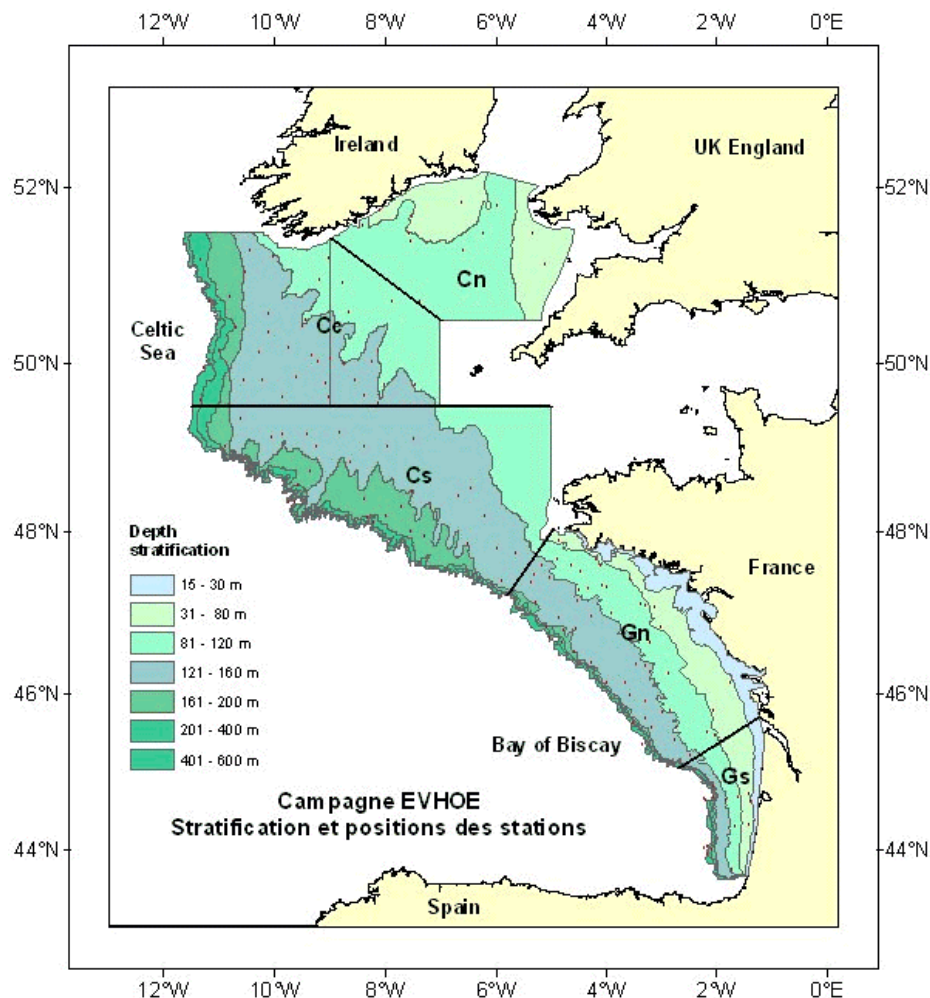 12°W 10°W 8°W 6°W 4°W 2°W 0°E
Ireland
UK England
52°N 52°N
Cn
Cc
Celtic
Sea
50°N 50°N
Cs
48°N 48°N
Depth
stratification
France
15 - 30 m
31 - 80 m
81 - 120 m
Gn
121 - 160 m
161 - 200 m
46°N 46°N
201 - 400 m
Bay of Biscay
401 - 600 m
Gs
Campagne EVHOE
Stratification et positions des stations
44°N 44°N
Spain
12°W 10°W 8°W 6°W 4°W 2°W 0°E